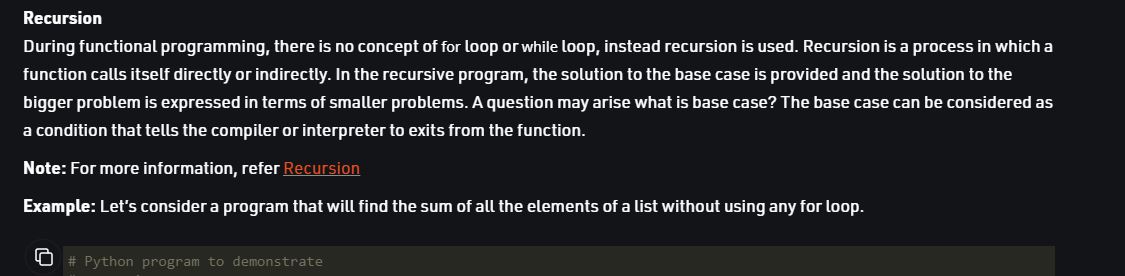 Recursion
During functional programming, there is no concept of for loop or while loop, instead recursion is used. Recursion is a process in which a
function calls itself directly or indirectly. In the recursive program, the solution to the base case is provided and the solution to the
bigger problem is expressed in terms of smaller problems. A question may arise what is base case? The base case can be considered as
a condition that tells the compiler or interpreter to exits from the function.
Note: For more information, refer Recursion
Example: Let's consider a program that will find the sum of all the elements of a list without using any for loop.
# Python program to demonstrate